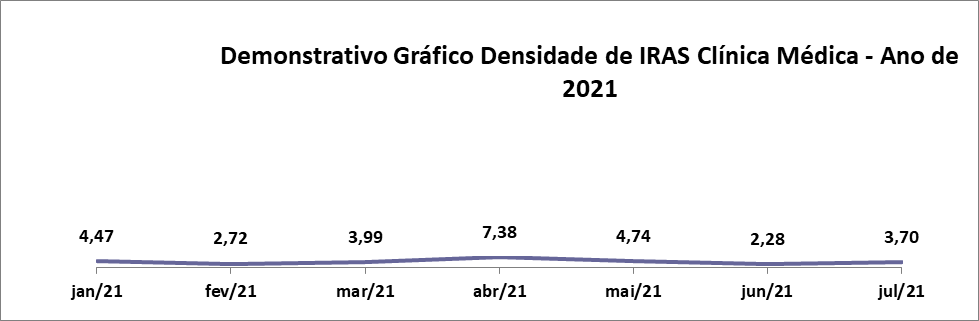 Demonstrativo Gráfico Densidade de IRAS Clínica Médica - Ano de
2021
4,47 2,72 3,99 7,38 4,74 2,28 3,70
jan/21 fev/21 mar/21 abr/21 mai/21 jun/21 jul/21